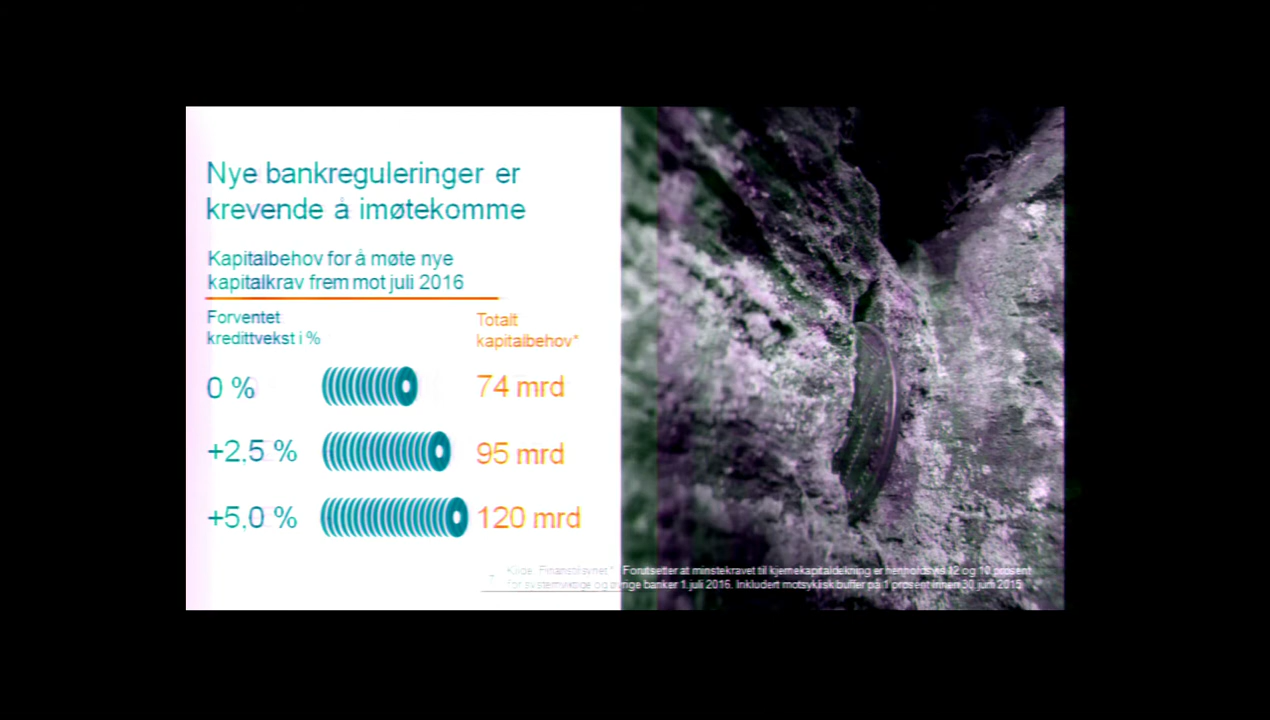 Nye bankreguleringer er
krevende å imøtekomme
Kapitalbehov for å møte nye
kapitalkrav frem mot juli 2016
Forventet
kredittvekst i %
Totalt
kapitalbehov*
0 % 74 mrd
+2,5 % 95 mrd
+5,0 % 120 mrd
7
Kilde: Finanstilsynet * Forutsetter at minstekravet til kjernekapitaldekning er henholdsvis 12 og 10 prosent
for systemviktige og øvrige banker 1.juli 2016. Inkludert motsyklisk buffer på 1 prosent innen 30. juni 2015